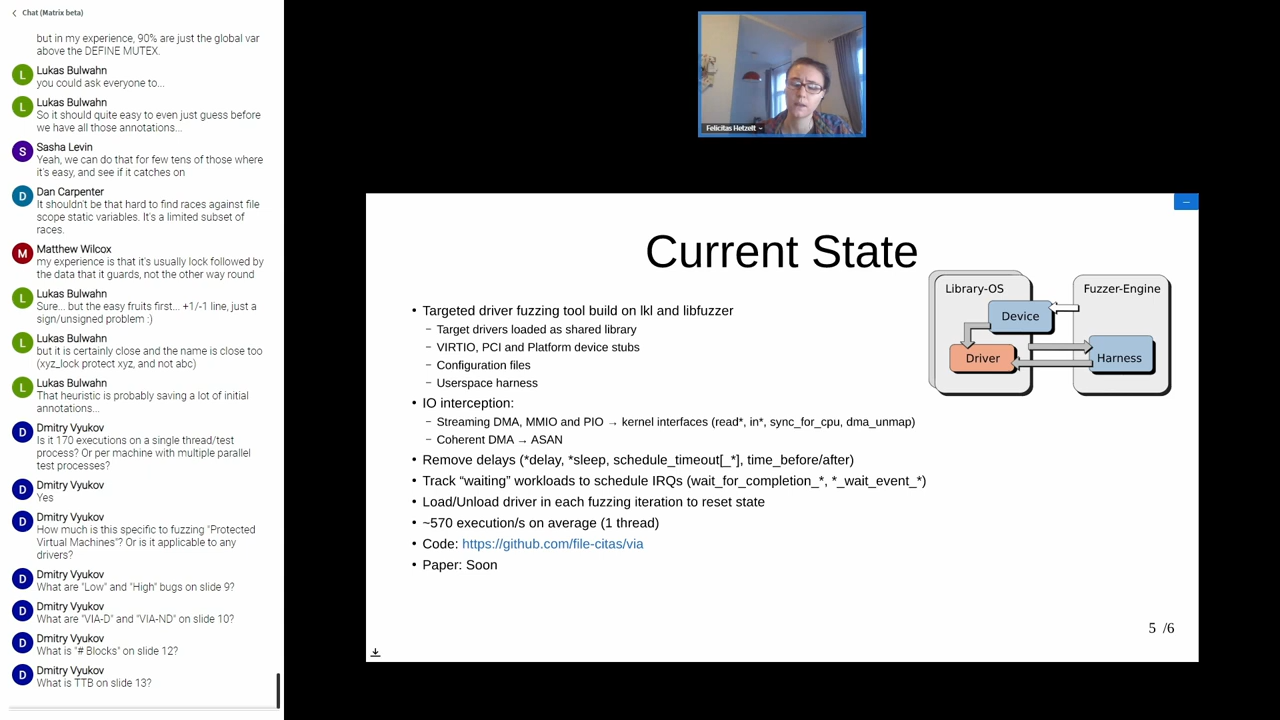 Chat (Matrix beta)
but in my experience, 90% are just the global var
above the DEFINE MUTEX.
L
Lukas Bulwahn
you could ask everyone to...
L
Lukas Bulwahn
So it should quite easy to even just guess before
we have all those annotations...
S
Sasha Levin
Yeah, we can do that for few tens of those where
it's easy, and see if it catches on
D
Dan Carpenter
It shouldn't be that hard to find races against file
scope static variables. It's a limited subset of
races.
M
Matthew Wilcox
my experience is that it's usually lock followed by
the data that it guards, not the other way round
L
Lukas Bulwahn
Sure... but the easy fruits first... +1/-1 line, just a
sign/unsigned problem :)
L
Lukas Bulwahn
but it is certainly close and the name is close too
(xyz_lock protect xyz, and not abc)
L
Lukas Bulwahn
That heuristic is probably saving a lot of initial
annotations...
D
Dmitry Vyukov
Is it 170 executions on a single thread/test
process? Or per machine with multiple parallel
test processes?
D
Dmitry Vyukov
Yes
D
Dmitry Vyukov
How much is this specific to fuzzing "Protected
Virtual Machines"? Or is it applicable to any
drivers?
D
Dmitry Vyukov
What are "Low" and "High" bugs on slide 9?
D
Dmitry Vyukov
What are "VIA-D" and "VIA-ND" on slide 10?
D
Dmitry Vyukov
What is "# Blocks" on slide 12?
D
Dmitry Vyukov
What is TTB on slide 13?
Felicitas Hetzelt
Current State
• Targeted driver fuzzing tool build on lkl and libfuzzer
– Target drivers loaded as shared library
– VIRTIO, PCI and Platform device stubs
– Configuration files
– Userspace harness
• IO interception:
– Streaming DMA, MMIO and PIO → kernel interfaces (read*, in*, sync_for_cpu, dma_unmap)
– Coherent DMA → ASAN
• Remove delays (*delay, *sleep, schedule_timeout[_*], time_before/after)
• Track “waiting” workloads to schedule IRQs (wait_for_completion_*, *_wait_event_*)
• Load/Unload driver in each fuzzing iteration to reset state
• ~570 execution/s on average (1 thread)
• Code: https://github.com/file-citas/via
• Paper: Soon
Library-OS
Fuzzer-Engine
Device
Driver
Harness
5 /6